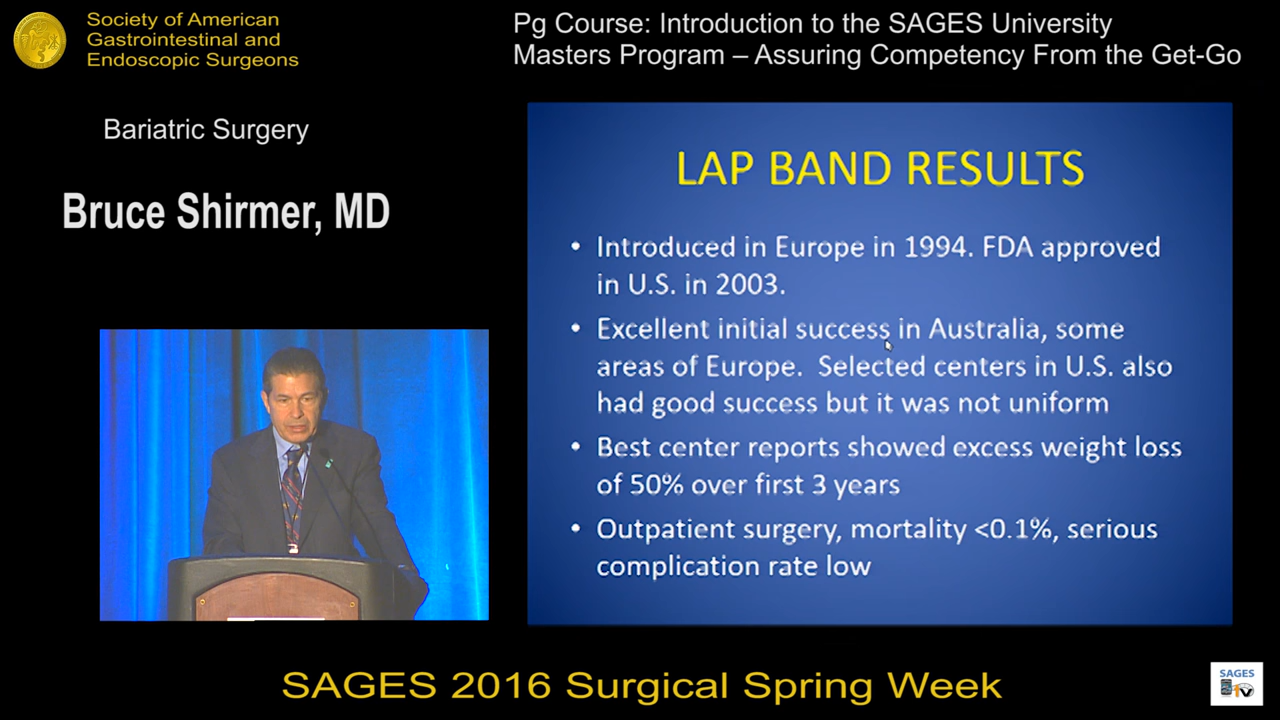 Society of American
Gastrointestinal and
Endoscopic Surgeons
Pg Course: Introduction to the SAGES University
Masters Program – Assuring Competency From the Get-Go
Bariatric Surgery
Bruce Shirmer, MD
LAP BAND RESULTS
• Introduced in Europe in 1994. FDA approved
in U.S. in 2003.
• Excellent initial success in Australia, some
areas of Europe. Selected centers in U.S. also
had good success but it was not uniform
• Best center reports showed excess weight loss
of 50% over first 3 years
• Outpatient surgery, mortality <0.1%, serious
complication rate low
SAGES 2016 Surgical Spring Week
SAGES
TV